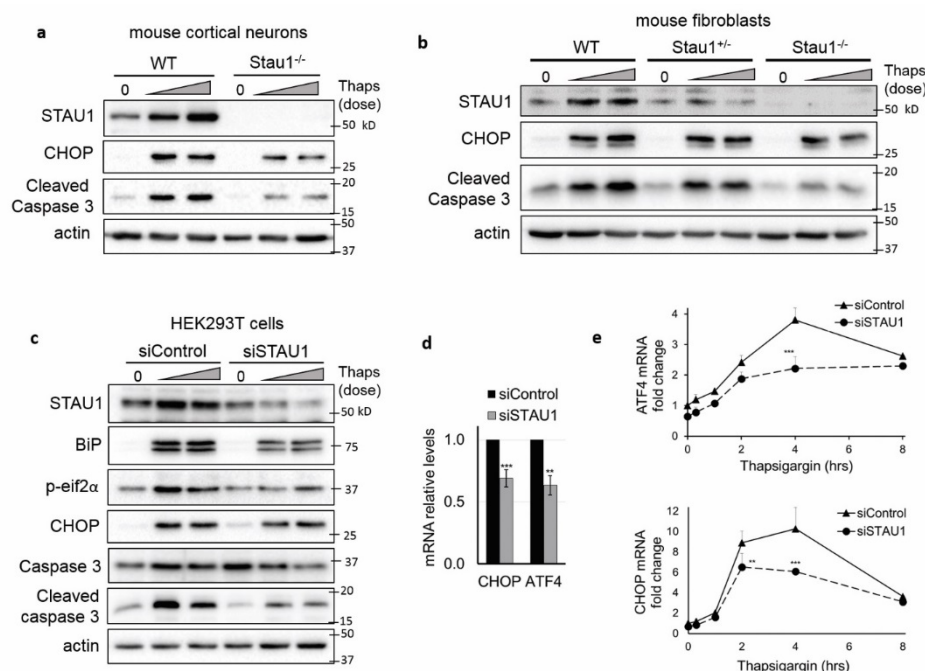 a
mouse cortical neurons
WT Stau1-/-
0 0 Thaps
(dose)
STAU1
50 kD
CHOP
25
Cleaved
Caspase 3
20
15
actin
50
37
b
mouse fibroblasts
WT Stau1+/- Stau1-/-
0 0 0 Thaps
(dose)
STAU1
50 kD
CHOP
25
Cleaved
Caspase 3
20
15
actin
50
37
c
HEK293T cells
siControl siSTAU1
0 0 Thaps
(dose)
STAU1
50 kD
BiP
75
p-eif2α
37
CHOP
25
Caspase 3
37
Cleaved
caspase 3
20
15
actin
50
37
d
siControl
siSTAU1
mRNA relative levels
1.0
0.5
0.0
*** **
CHOP ATF4
e
siControl
siSTAU1
ATF4 mRNA
fold change
4
3
2
1
0
***
0 2 4 6 8
Thapsigargin (hrs)
siControl
siSTAU1
CHOP mRNA
fold change
12
10
8
6
4
2
0
** ***
0 2 4 6 8
Thapsigargin (hrs)